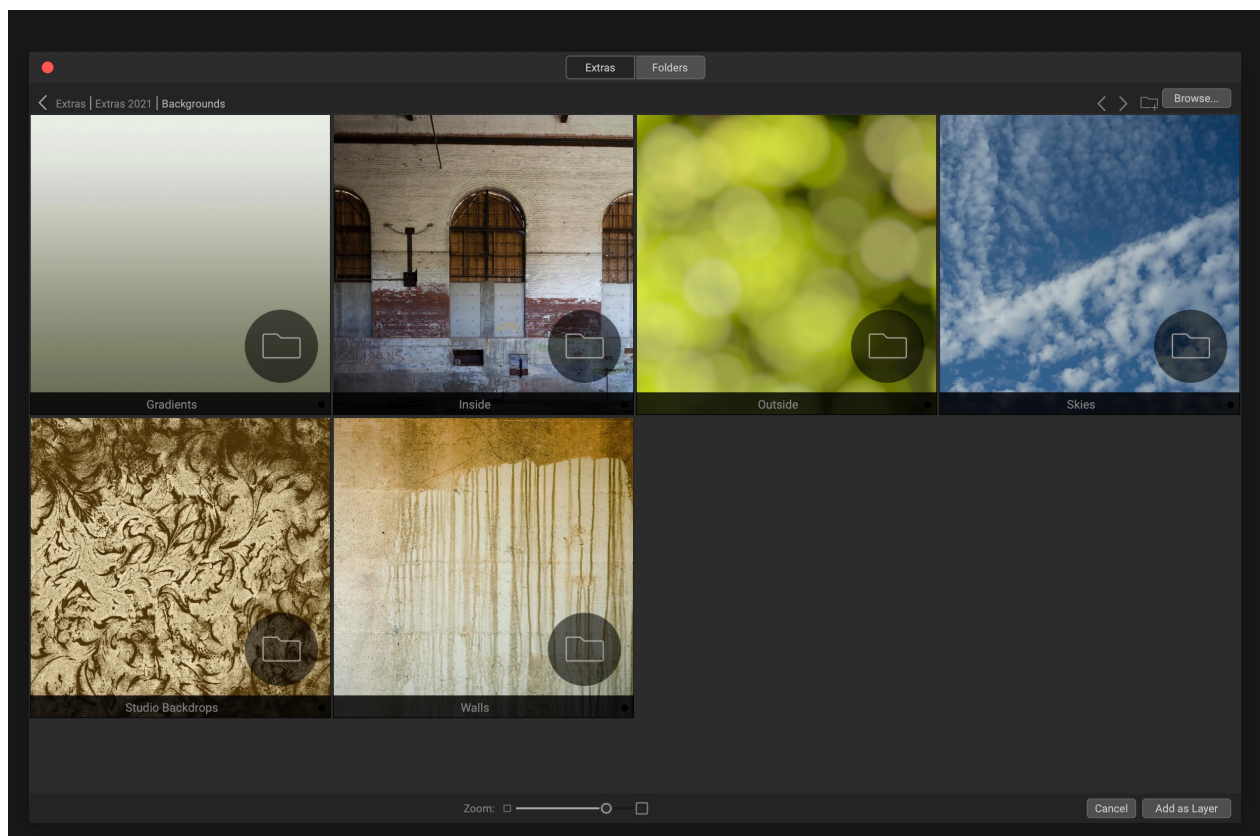 Extras Folders
Extras | Extras 2021 | Backgrounds
Browse...
Gradients
Inside
Outside
Skies
Studio Backdrops
Walls
Zoom:
Cancel
Add as Layer